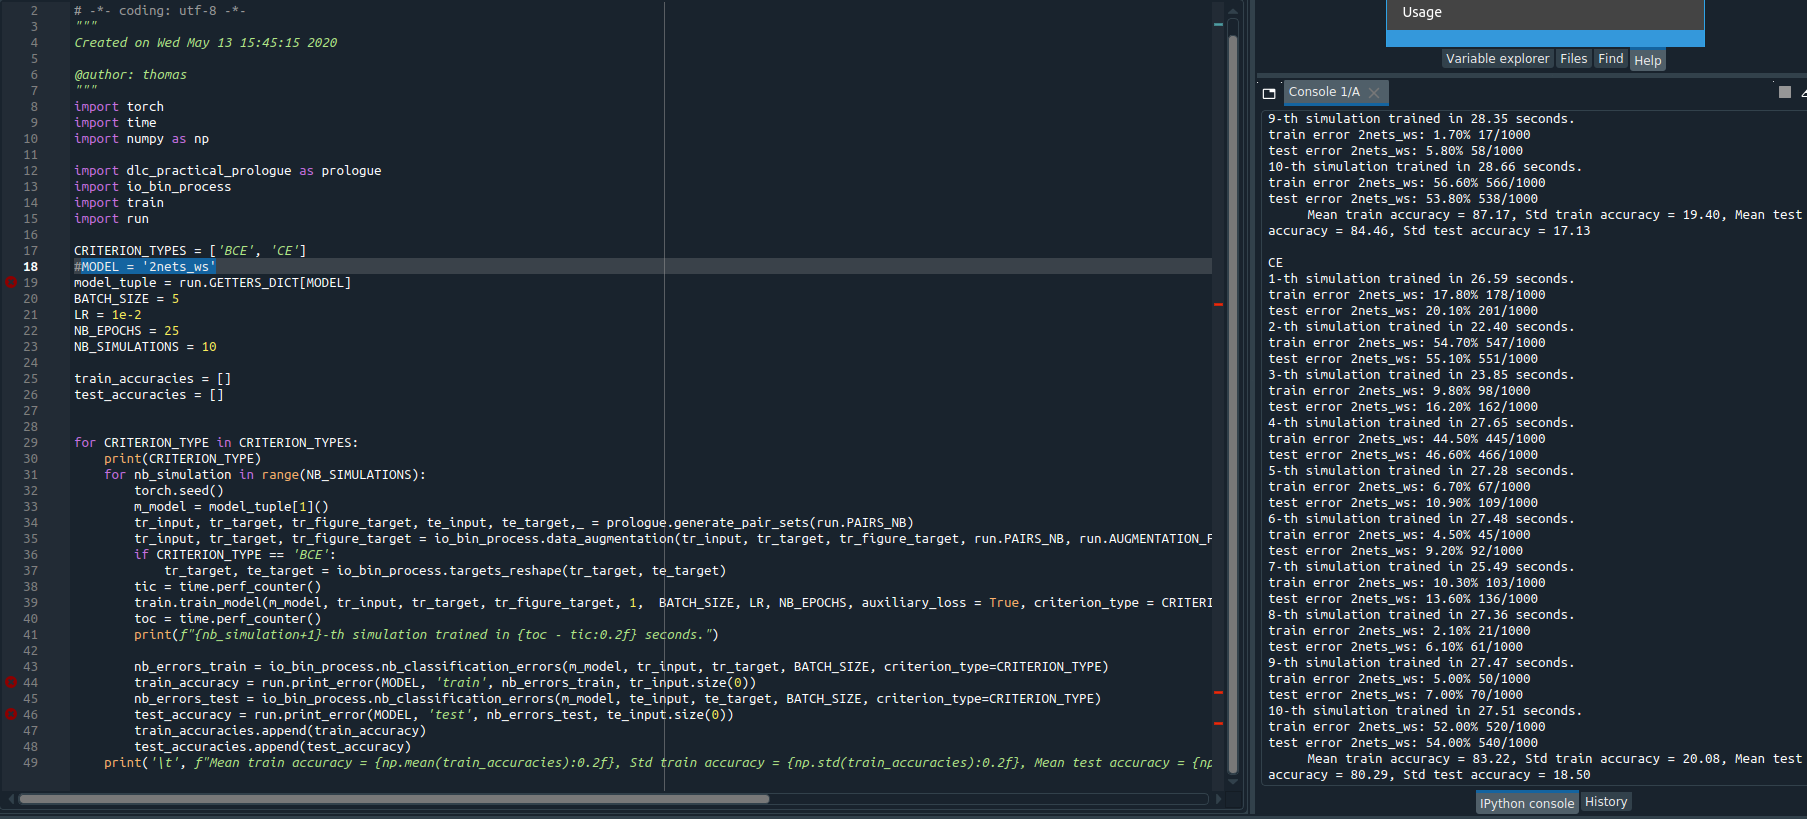 2 # -*- coding: utf-8 -*-
3 """
4 Created on Wed May 13 15:45:15 2020
5
6 @author: thomas
7 """
8 import torch
9 import time
10 import numpy as np
11
12 import dlc_practical_prologue as prologue
13 import io_bin_process
14 import train
15 import run
16
17 CRITERION_TYPES = ['BCE', 'CE']
18 #MODEL = '2nets_ws'
19 model_tuple = run.GETTERS_DICT[MODEL]
20 BATCH_SIZE = 5
21 LR = 1e-2
22 NB_EPOCHS = 25
23 NB_SIMULATIONS = 10
24
25 train_accuracies = []
26 test_accuracies = []
27
28
29 for CRITERION_TYPE in CRITERION_TYPES:
30     print(CRITERION_TYPE)
31     for nb_simulation in range(NB_SIMULATIONS):
32         torch.seed()
33         m_model = model_tuple[1]()
34         tr_input, tr_target, tr_figure_target, te_input, te_target,_ = prologue.generate_pair_sets(run.PAIRS_NB)
35         tr_input, tr_target, tr_figure_target = io_bin_process.data_augmentation(tr_input, tr_target, tr_figure_target, run.PAIRS_NB, run.AUGMENTATION_F
36         if CRITERION_TYPE == 'BCE':
37             tr_target, te_target = io_bin_process.targets_reshape(tr_target, te_target)
38         tic = time.perf_counter()
39         train.train_model(m_model, tr_input, tr_target, tr_figure_target, 1,  BATCH_SIZE, LR, NB_EPOCHS, auxiliary_loss = True, criterion_type = CRITERI
40         toc = time.perf_counter()
41         print(f"{nb_simulation+1}-th simulation trained in {toc - tic:0.2f} seconds.")
42
43         nb_errors_train = io_bin_process.nb_classification_errors(m_model, tr_input, tr_target, BATCH_SIZE, criterion_type=CRITERION_TYPE)
44         train_accuracy = run.print_error(MODEL, 'train', nb_errors_train, tr_input.size(0))
45         nb_errors_test = io_bin_process.nb_classification_errors(m_model, te_input, te_target, BATCH_SIZE, criterion_type=CRITERION_TYPE)
46         test_accuracy = run.print_error(MODEL, 'test', nb_errors_test, te_input.size(0))
47         train_accuracies.append(train_accuracy)
48         test_accuracies.append(test_accuracy)
49     print('\t', f"Mean train accuracy = {np.mean(train_accuracies):0.2f}, Std train accuracy = {np.std(train_accuracies):0.2f}, Mean test accuracy = {np
Usage
Variable explorer Files Find Help
Console 1/A
9-th simulation trained in 28.35 seconds.
train error 2nets_ws: 1.70% 17/1000
test error 2nets_ws: 5.80% 58/1000
10-th simulation trained in 28.66 seconds.
train error 2nets_ws: 56.60% 566/1000
test error 2nets_ws: 53.80% 538/1000
Mean train accuracy = 87.17, Std train accuracy = 19.40, Mean test
accuracy = 84.46, Std test accuracy = 17.13
CE
1-th simulation trained in 26.59 seconds.
train error 2nets_ws: 17.80% 178/1000
test error 2nets_ws: 20.10% 201/1000
2-th simulation trained in 22.40 seconds.
train error 2nets_ws: 54.70% 547/1000
test error 2nets_ws: 55.10% 551/1000
3-th simulation trained in 23.85 seconds.
train error 2nets_ws: 9.80% 98/1000
test error 2nets_ws: 16.20% 162/1000
4-th simulation trained in 27.65 seconds.
train error 2nets_ws: 44.50% 445/1000
test error 2nets_ws: 46.60% 466/1000
5-th simulation trained in 27.28 seconds.
train error 2nets_ws: 6.70% 67/1000
test error 2nets_ws: 10.90% 109/1000
6-th simulation trained in 27.48 seconds.
train error 2nets_ws: 4.50% 45/1000
test error 2nets_ws: 9.20% 92/1000
7-th simulation trained in 25.49 seconds.
train error 2nets_ws: 10.30% 103/1000
test error 2nets_ws: 13.60% 136/1000
8-th simulation trained in 27.36 seconds.
train error 2nets_ws: 2.10% 21/1000
test error 2nets_ws: 6.10% 61/1000
9-th simulation trained in 27.47 seconds.
train error 2nets_ws: 5.00% 50/1000
test error 2nets_ws: 7.00% 70/1000
10-th simulation trained in 27.51 seconds.
train error 2nets_ws: 52.00% 520/1000
test error 2nets_ws: 54.00% 540/1000
Mean train accuracy = 83.22, Std train accuracy = 20.08, Mean test
accuracy = 80.29, Std test accuracy = 18.50
IPython console History